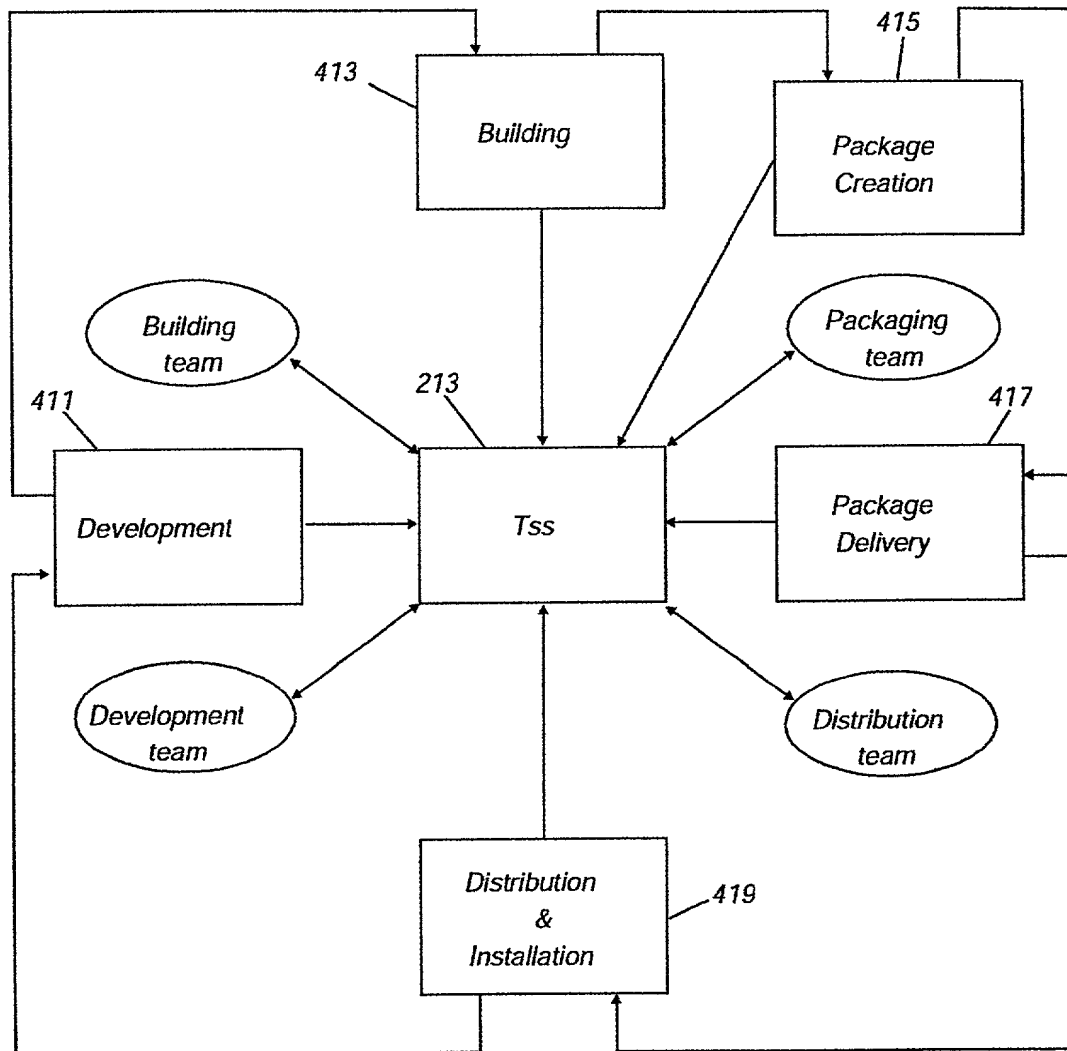 415
413
Building
Package
Creation
Building
team
Packaging
team
411
213
417
Development
Tss
Package
Delivery
Development
team
Distribution
team
Distribution
&
Installation
419